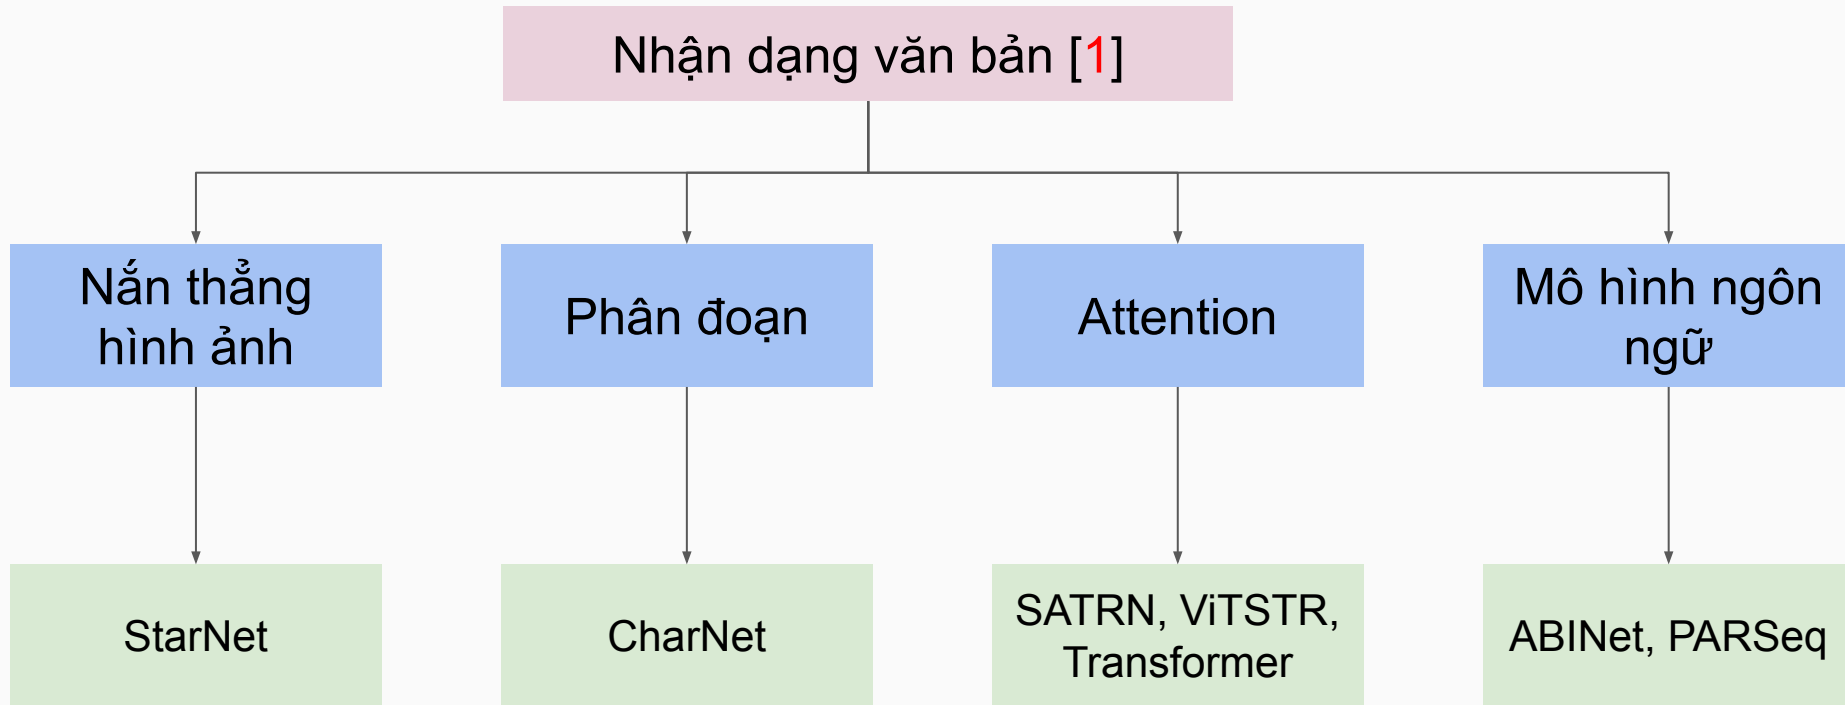 Nhận dạng văn bản [1]
Nắn thẳng
hình ảnh
Phân đoạn
Attention
Mô hình ngôn
ngữ
StarNet
CharNet
SATRN, ViTSTR,
Transformer
ABINet, PARSeq